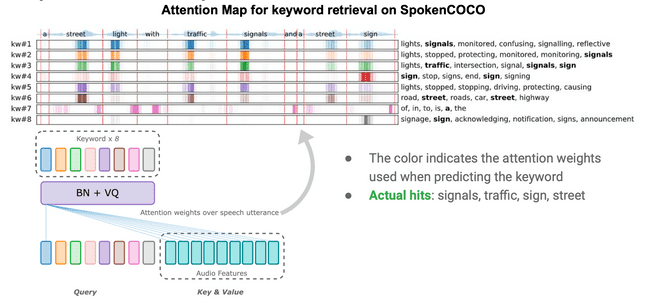 Attention Map for keyword retrieval on SpokenCOCO
a street light with traffic signals and a street sign
kw#1 lights, signals, monitored, confusing, signalling, reflective
kw#2 lights, stopped, protecting, monitored, monitoring, signals
kw#3 lights, traffic, intersection, signal, signals, sign
kw#4 sign, stop, signs, end, sign, signing
kw#5 lights, stopped, stopping, driving, protecting, causing
kw#6 road, street, roads, car, street, highway
kw#7 of, in, to, is, a, the
kw#8 signage, sign, acknowledging, notification, signs, announcement
Keyword x 8
BN + VQ
Attention weights over speech utterance
Audio Features
Query Key & Value
● The color indicates the attention weights
used when predicting the keyword
● Actual hits: signals, traffic, sign, street